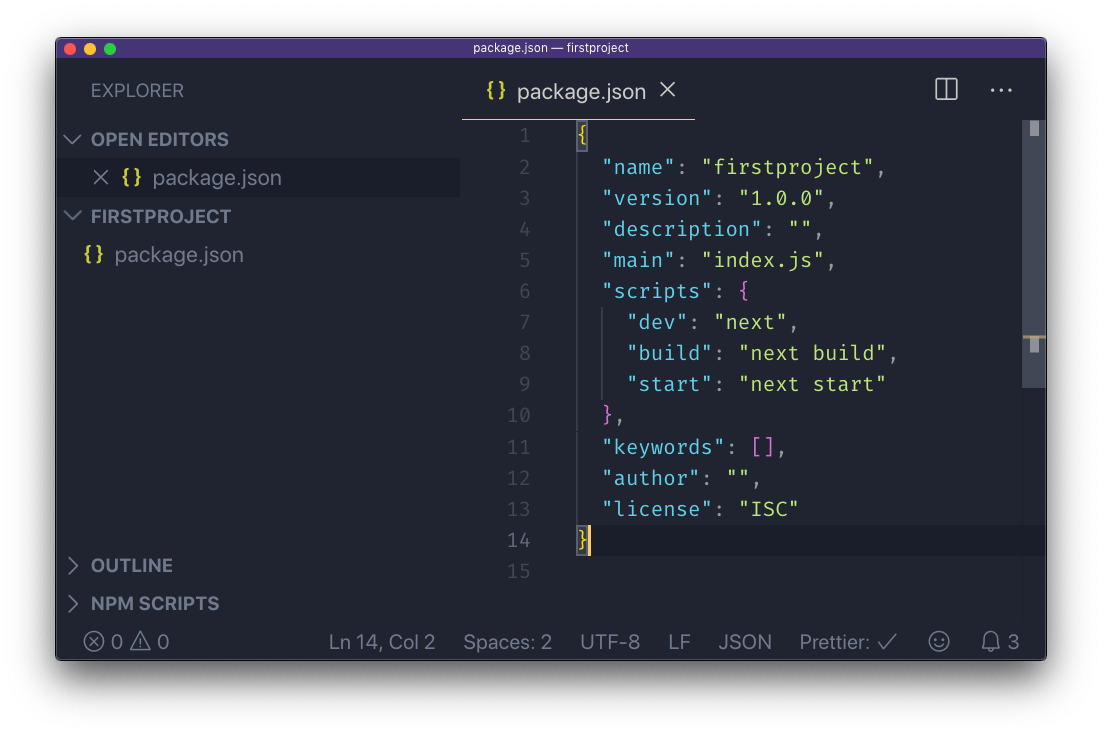 package.json — firstproject
EXPLORER
OPEN EDITORS
{} package.json
FIRSTPROJECT
{} package.json
OUTLINE
NPM SCRIPTS
{} package.json
1 {
2 "name": "firstproject",
3 "version": "1.0.0",
4 "description": "",
5 "main": "index.js",
6 "scripts": {
7 "dev": "next",
8 "build": "next build",
9 "start": "next start"
10 },
11 "keywords": [],
12 "author": "",
13 "license": "ISC"
14 }
15
0 0 Ln 14, Col 2 Spaces: 2 UTF-8 LF JSON Prettier: ✓ 3